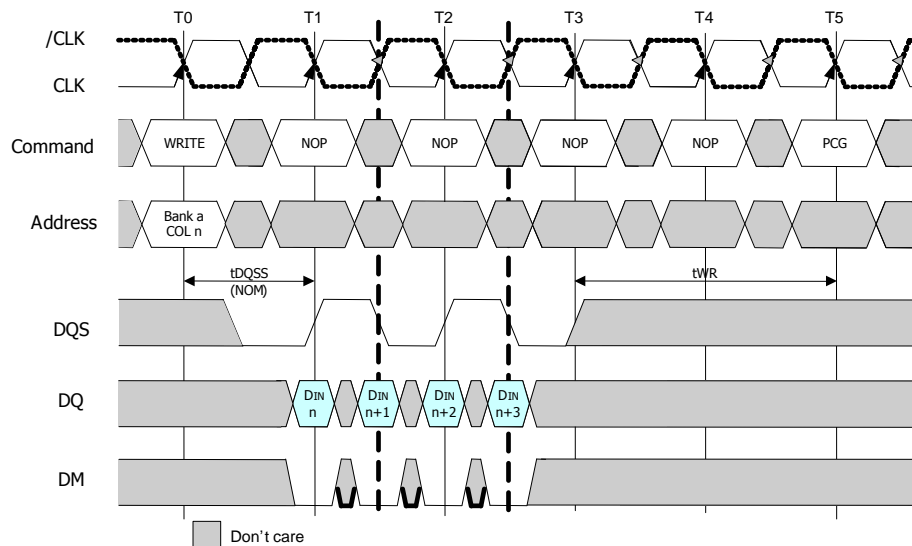 T0 T1 T2 T3 T4 T5
/CLK
CLK
Command
WRITE NOP NOP NOP NOP PCG
Address
Bank a
COL n
tDQSS
(NOM)
tWR
DQS
DQ
DIN
n
DIN
n+1
DIN
n+2
DIN
n+3
DM
Don't care